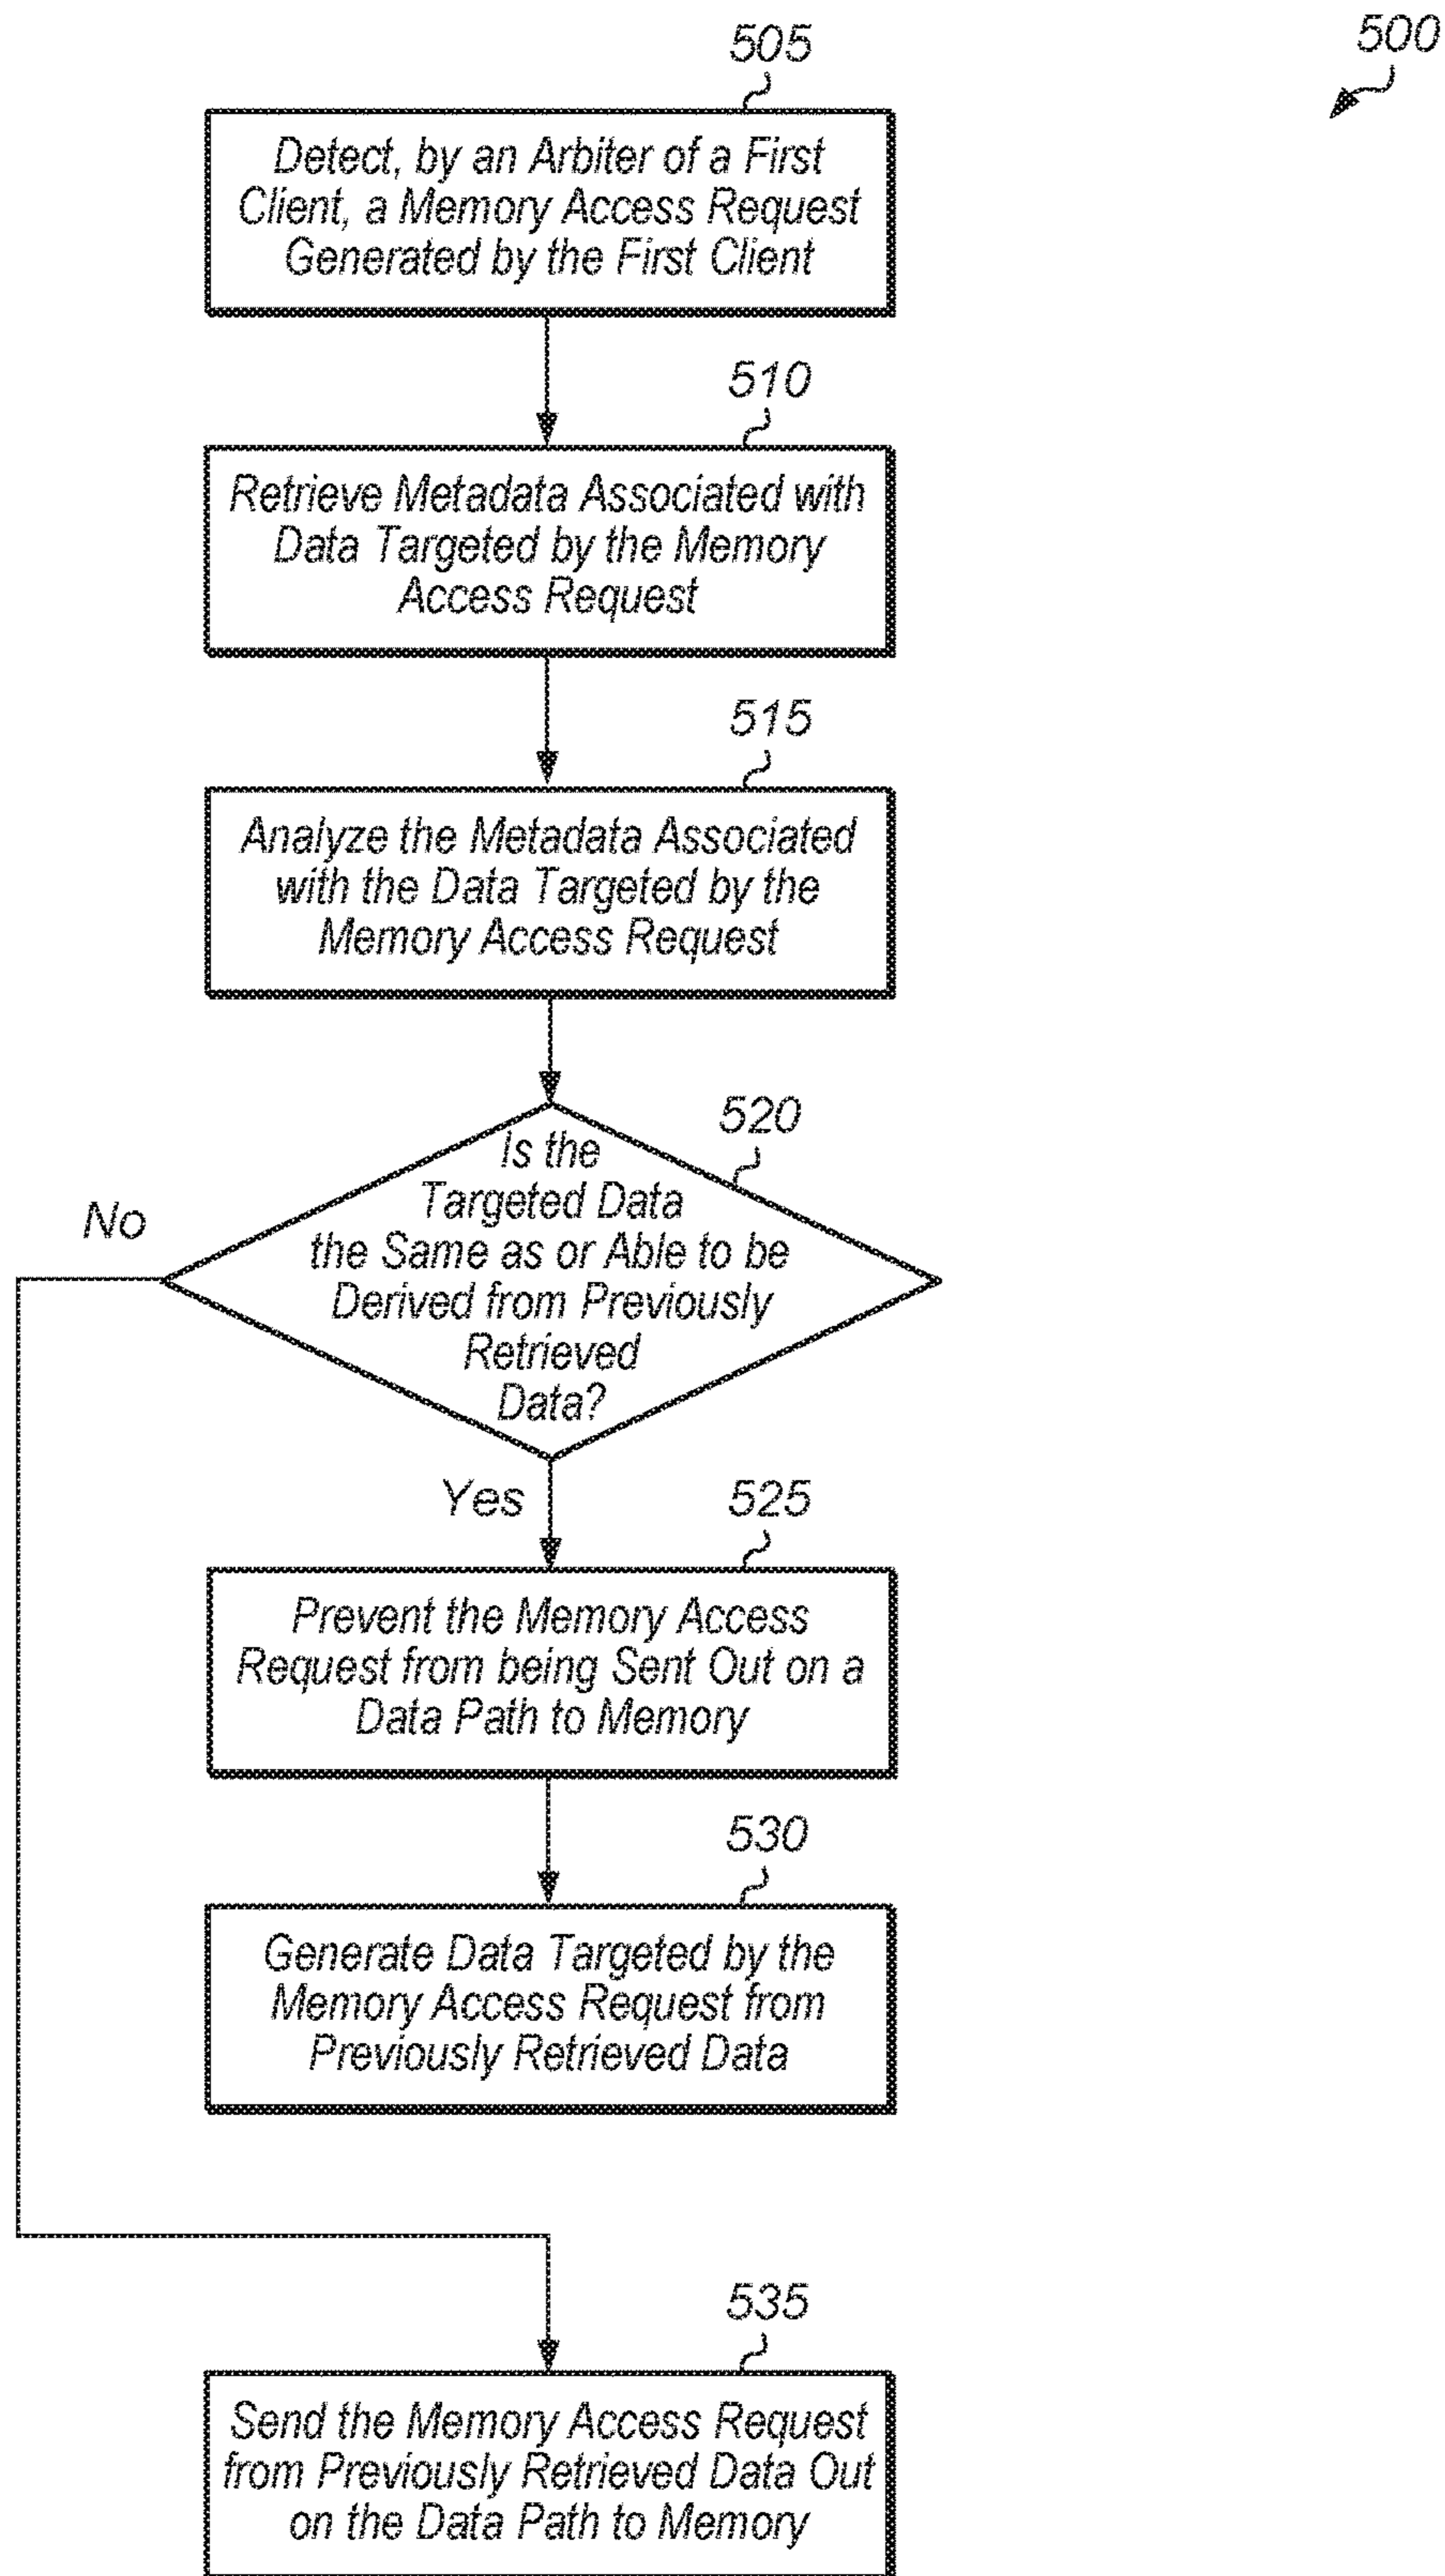 500
505
Detect, by an Arbiter of a First
Client, a Memory Access Request
Generated by the First Client
510
Retrieve Metadata Associated with
Data Targeted by the Memory
Access Request
515
Analyze the Metadata Associated
with the Data Targeted by the
Memory Access Request
520
Is the
Targeted Data
the Same as or Able to be
Derived from Previously
Retrieved
Data?
No
Yes
525
Prevent the Memory Access
Request from being Sent Out on a
Data Path to Memory
530
Generate Data Targeted by the
Memory Access Request from
Previously Retrieved Data
535
Send the Memory Access Request
from Previously Retrieved Data Out
on the Data Path to Memory